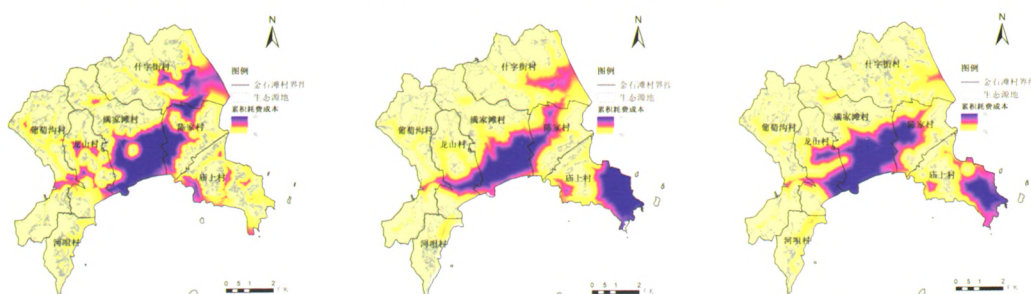 N
什字街村
图例
金石滩村界线
生态源地
累积耗费成本
葡萄沟村
满家滩村
陈家村
龙山村
庙上村
河咀村
0 0.5 1 2
N
什字街村
图例
金石滩村界线
生态源地
累积耗费成本
葡萄沟村
满家滩村
陈家村
龙山村
庙上村
河咀村
0 0.5 1 2
N
什字街村
图例
金石滩村界线
生态源地
累积耗费成本
葡萄沟村
满家滩村
陈家村
龙山村
庙上村
河咀村
0 0.5 1 2